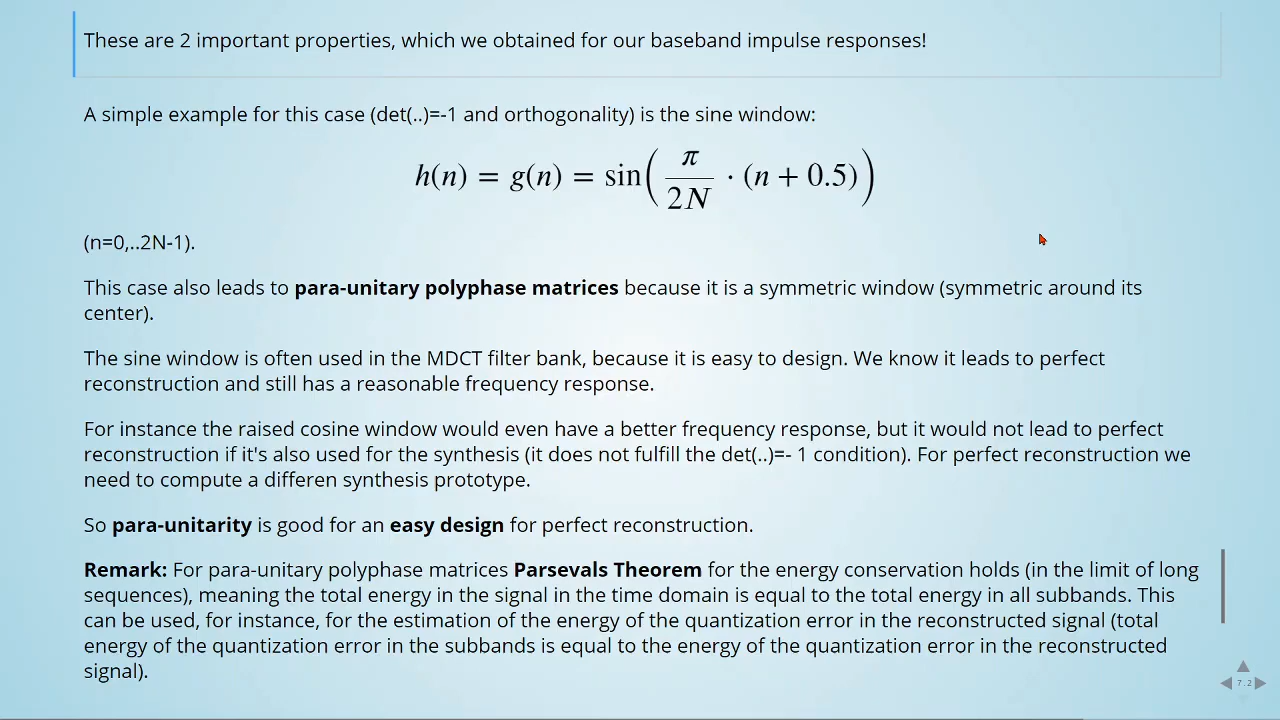 These are 2 important properties, which we obtained for our baseband impulse responses!
A simple example for this case (det(..)=-1 and orthogonality) is the sine window:
h(n) = g(n) = sin(π/2N · (n + 0.5))
(n=0,..2N-1).
This case also leads to para-unitary polyphase matrices because it is a symmetric window (symmetric around its
center).
The sine window is often used in the MDCT filter bank, because it is easy to design. We know it leads to perfect
reconstruction and still has a reasonable frequency response.
For instance the raised cosine window would even have a better frequency response, but it would not lead to perfect
reconstruction if it's also used for the synthesis (it does not fulfill the det(..)=- 1 condition). For perfect reconstruction we
need to compute a differen synthesis prototype.
So para-unitarity is good for an easy design for perfect reconstruction.
Remark: For para-unitary polyphase matrices Parsevals Theorem for the energy conservation holds (in the limit of long
sequences), meaning the total energy in the signal in the time domain is equal to the total energy in all subbands. This
can be used, for instance, for the estimation of the energy of the quantization error in the reconstructed signal (total
energy of the quantization error in the subbands is equal to the energy of the quantization error in the reconstructed
signal).
7.2